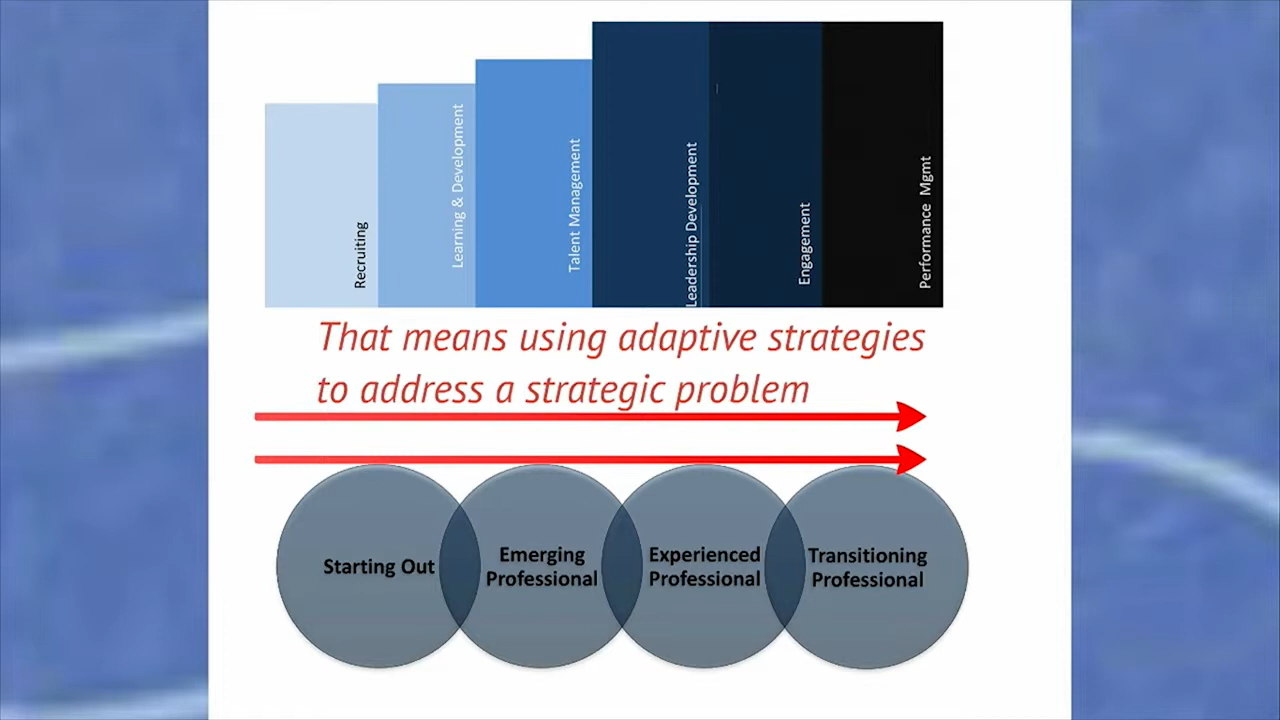 Recruiting
Learning & Development
Talent Management
Leadership Development
Engagement
Performance Mgmt
That means using adaptive strategies
to address a strategic problem
Starting Out
Emerging
Professional
Experienced
Professional
Transitioning
Professional